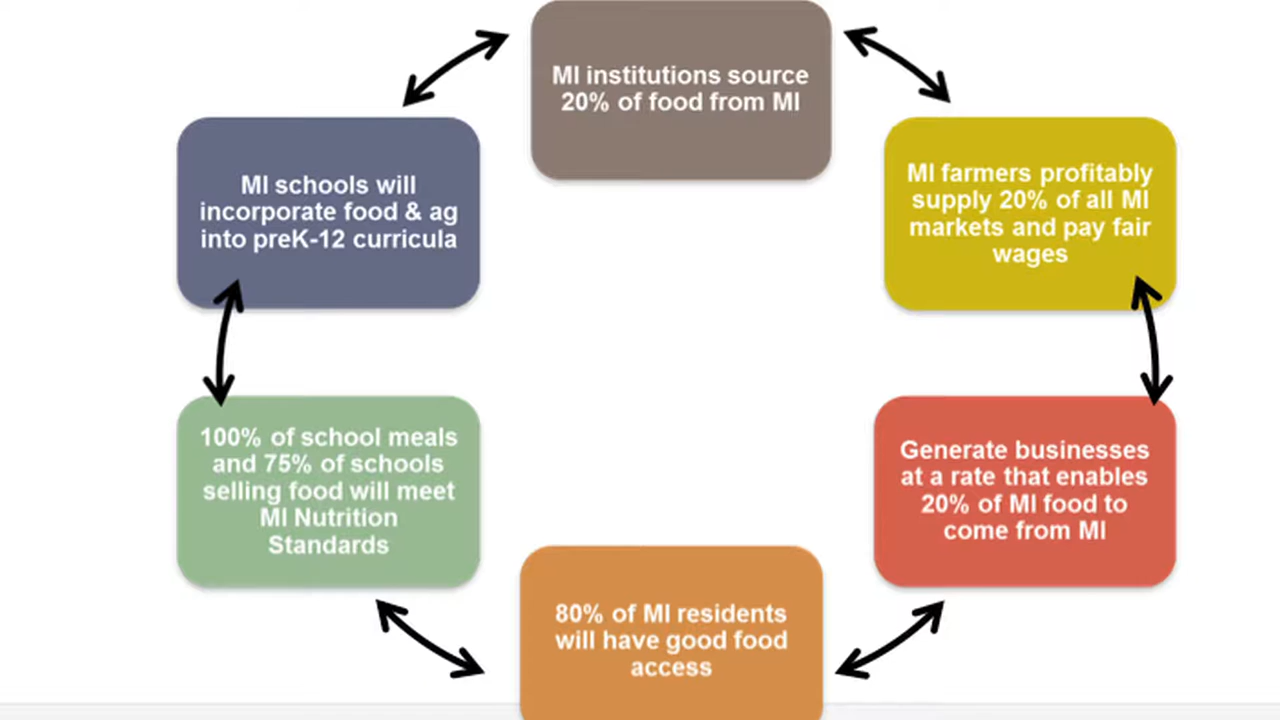 MI institutions source
20% of food from MI
MI schools will
incorporate food & ag
into preK-12 curricula
MI farmers profitably
supply 20% of all MI
markets and pay fair
wages
100% of school meals
and 75% of schools
selling food will meet
MI Nutrition
Standards
Generate businesses
at a rate that enables
20% of MI food to
come from MI
80% of MI residents
will have good food
access